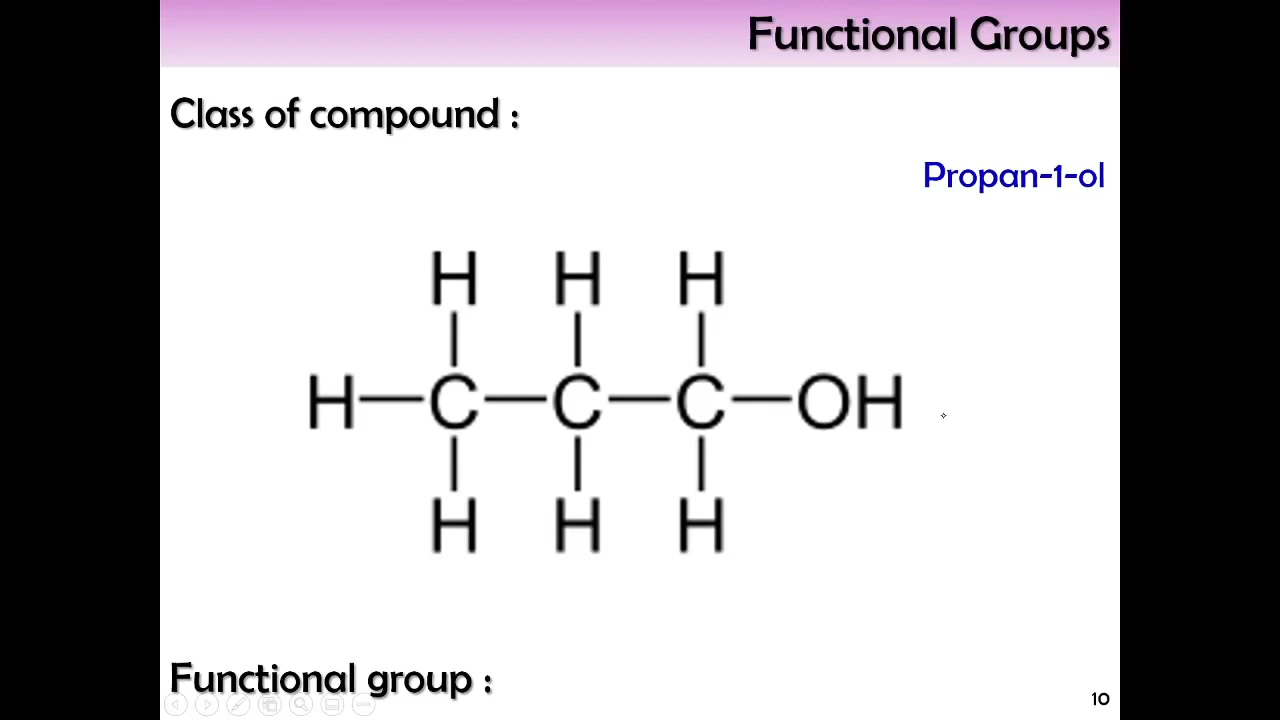 Functional Groups
Class of compound :
Propan-1-ol
H H H
H C C C OH
H H H
Functional group :
10